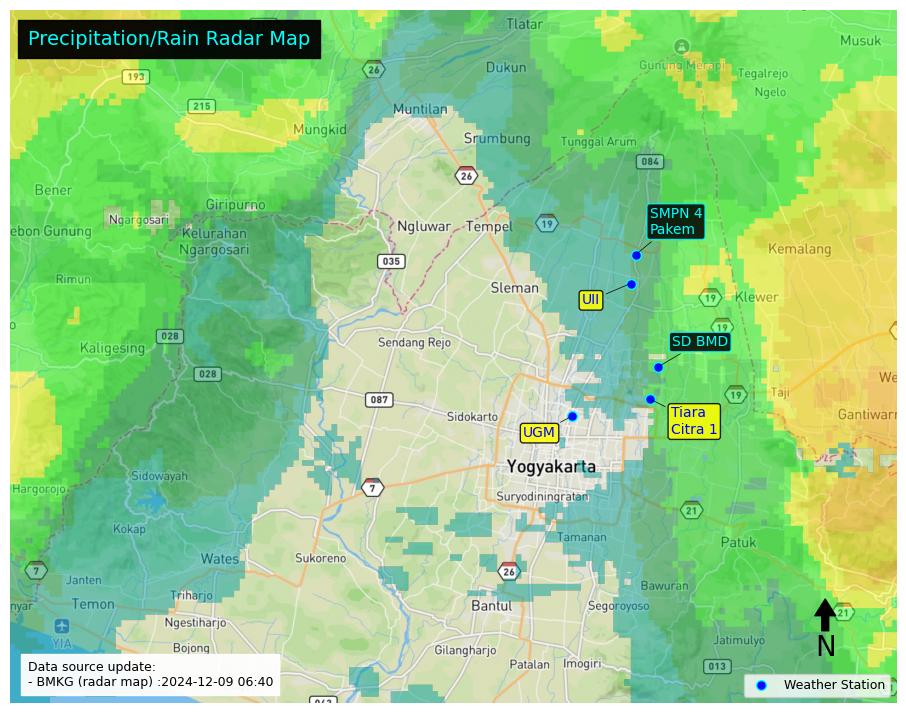 Precipitation/Rain Radar Map
Tlatar
Musuk
Gunung Merapi
Dukun
26
193
Tegalrejo
Ngelo
215
Muntilan
Mungkid
Srumbung
Tunggal Arum
084
26
Bener
Giripurno
Ngargosari
SMPN 4
Pakem
Ngluwar
Tempel
19
ebon Gunung
Kelurahan
Ngargosari
Kemalang
035
Rimun
Sleman
UII
19
Klewer
19
028
Sendang Rejo
SD BMD
Kaligesing
028
087
19
Taji
We
Sidokarto
Tiara
Citra 1
Gantiwarn
UGM
Yogyakarta
Sidowayah
Hargorojo
7
Suryodiningratan
21
Kokap
Tamanan
Patuk
Wates
Sukoreno
7
26
Janten
Bawuran
Temon
Triharjo
Bantul
Segoroyoso
21
nyar
Ngestiharjo
YIA
Jatimulyo
N
Bojong
Gilangharjo
Patalan
Imogiri
013
Data source update:
- BMKG (radar map) :2024-12-09 06:40
Weather Station